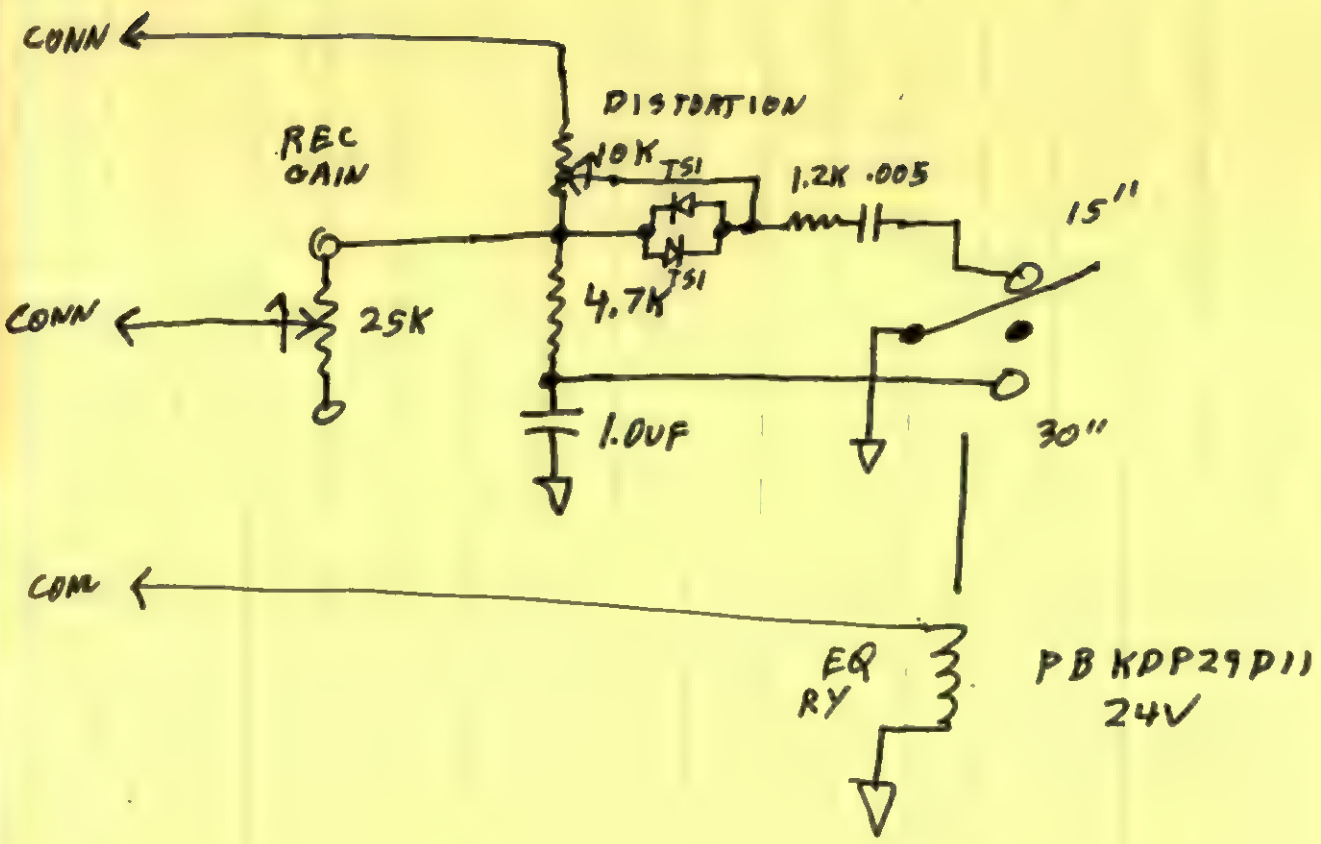 CONN
DISTORTION
REC
GAIN
10K
TS1
1.2K .005
15"
TS1
4.7K
CONN
25K
1.0UF
30"
EQ
RY
PB KDP29D11
24V